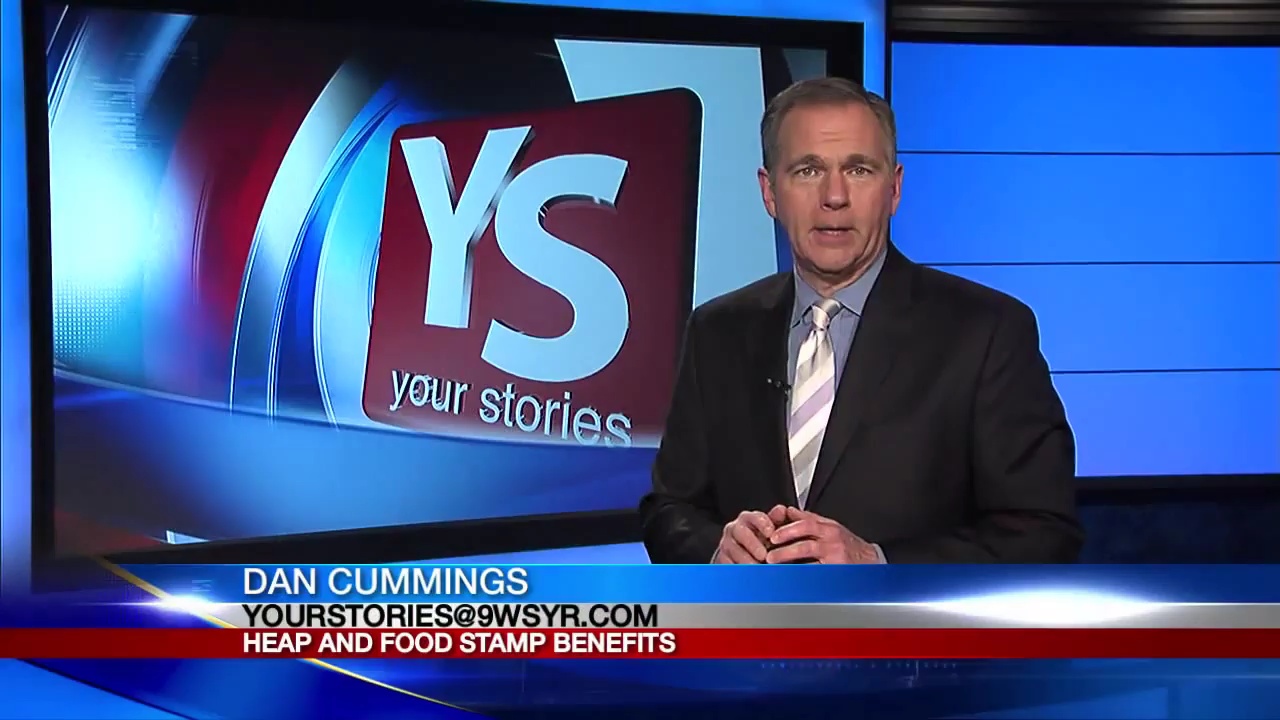 YS
your stories
DAN CUMMINGS
YOURSTORIES@9WSYR.COM
HEAP AND FOOD STAMP BENEFITS